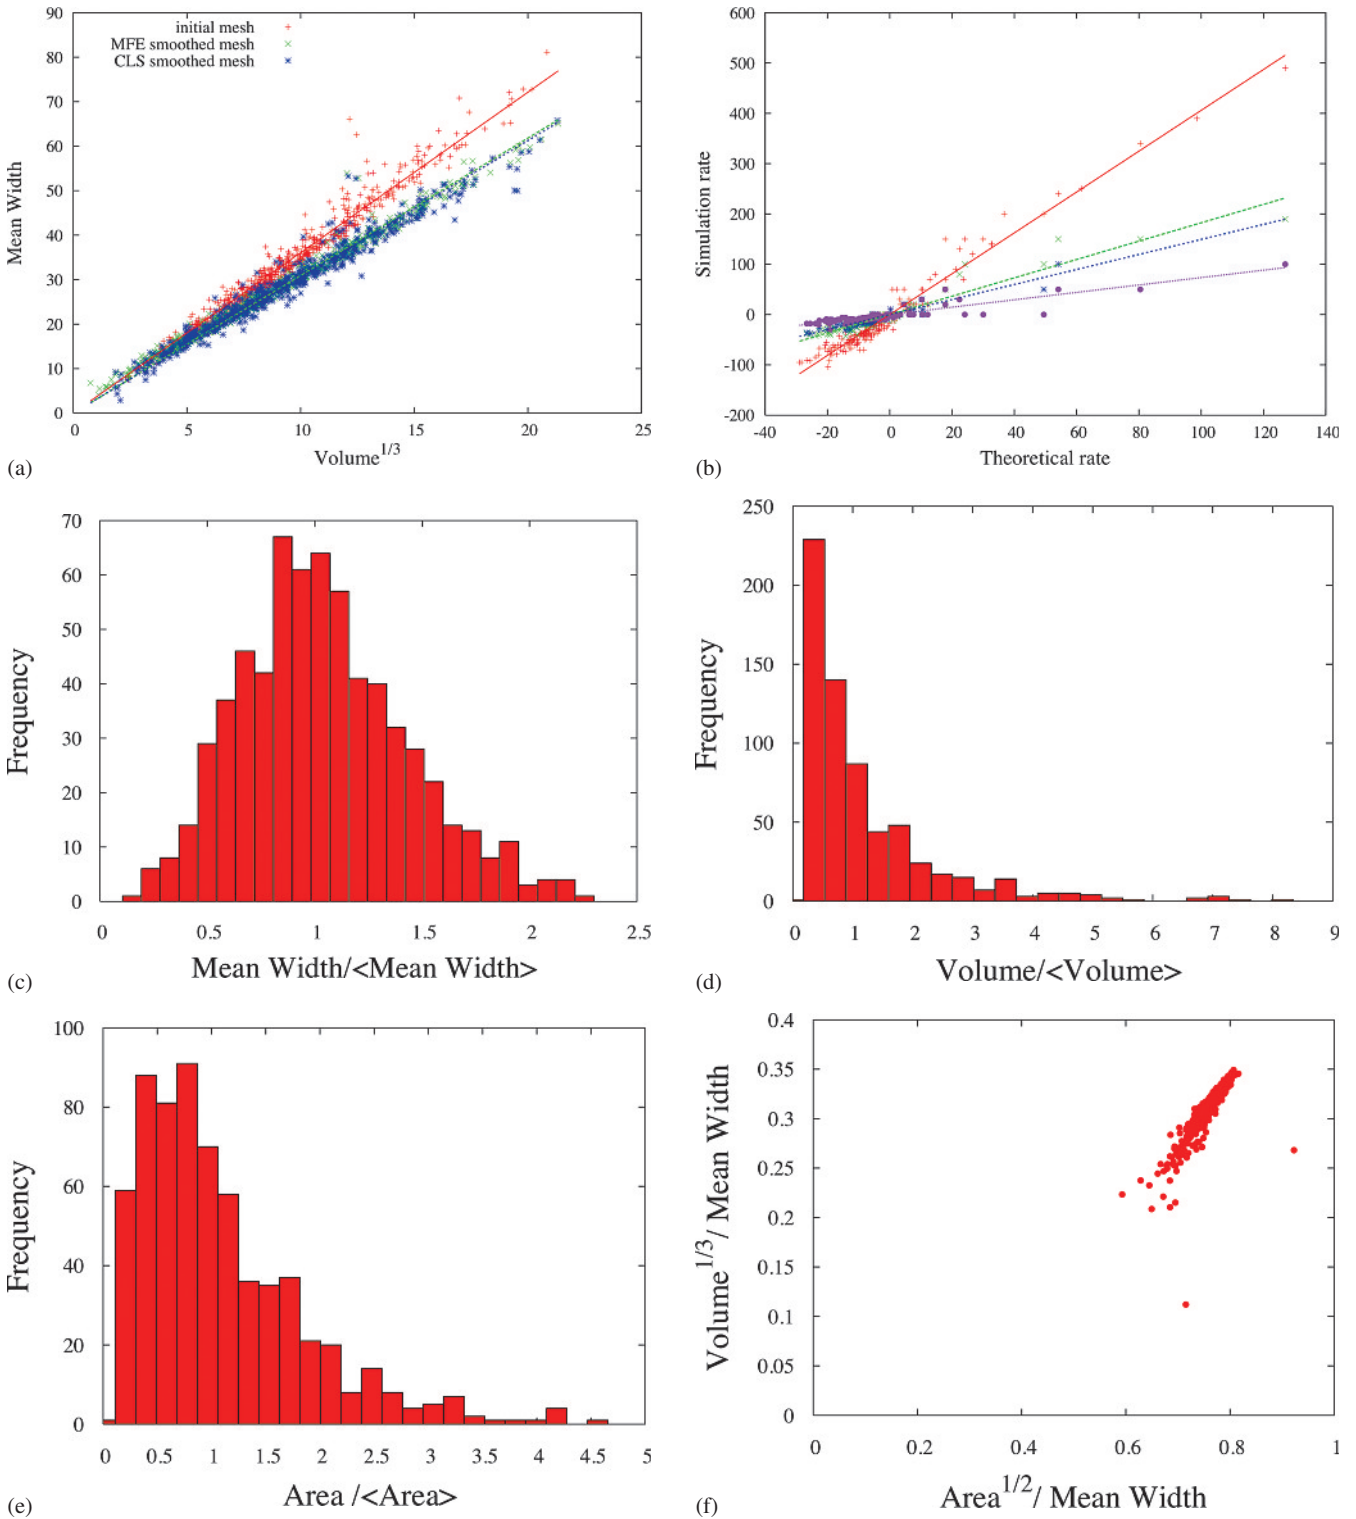 90
80
70
60
50
40
30
20
10
0
Mean Width
initial mesh
MFE smoothed mesh
CLS smoothed mesh
0 5 10 15 20 25
Volume^1/3
(a)
600
500
400
300
200
100
0
-100
-200
Simulation rate
-40 -20 0 20 40 60 80 100 120 140
Theoretical rate
(b)
70
60
50
40
30
20
10
0
Frequency
0 0.5 1 1.5 2 2.5
Mean Width/<Mean Width>
(c)
250
200
150
100
50
0
Frequency
0 1 2 3 4 5 6 7 8 9
Volume/<Volume>
(d)
100
80
60
40
20
0
Frequency
0 0.5 1 1.5 2 2.5 3 3.5 4 4.5 5
Area /<Area>
(e)
0.4
0.35
0.3
0.25
0.2
0.15
0.1
0.05
0
Volume^1/3/ Mean Width
0 0.2 0.4 0.6 0.8 1
Area^1/2/ Mean Width
(f)